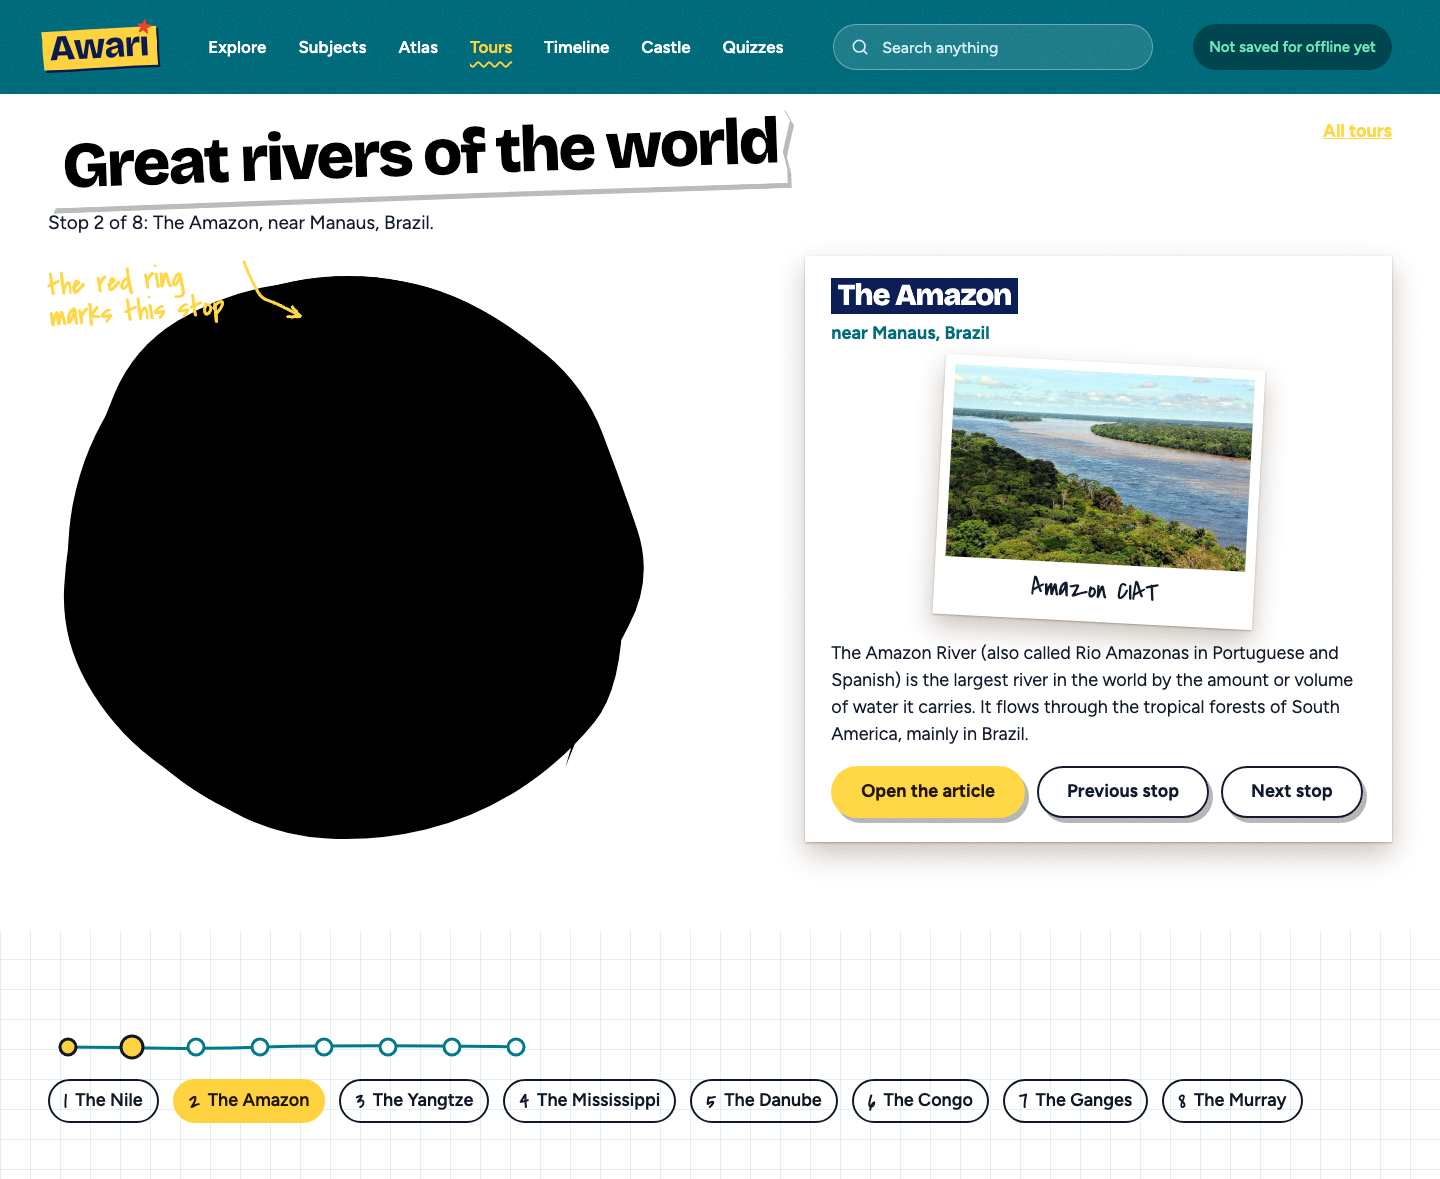 Awari
Explore
Subjects
Atlas
Tours
Timeline
Castle
Quizzes
Search anything
Not saved for offline yet
Great rivers of the world
All tours
Stop 2 of 8: The Amazon, near Manaus, Brazil.
the red ring
marks this stop
The Amazon
near Manaus, Brazil
Amazon CIAT
The Amazon River (also called Rio Amazonas in Portuguese and
Spanish) is the largest river in the world by the amount or volume
of water it carries. It flows through the tropical forests of South
America, mainly in Brazil.
Open the article
Previous stop
Next stop
1 The Nile
2 The Amazon
3 The Yangtze
4 The Mississippi
5 The Danube
6 The Congo
7 The Ganges
8 The Murray